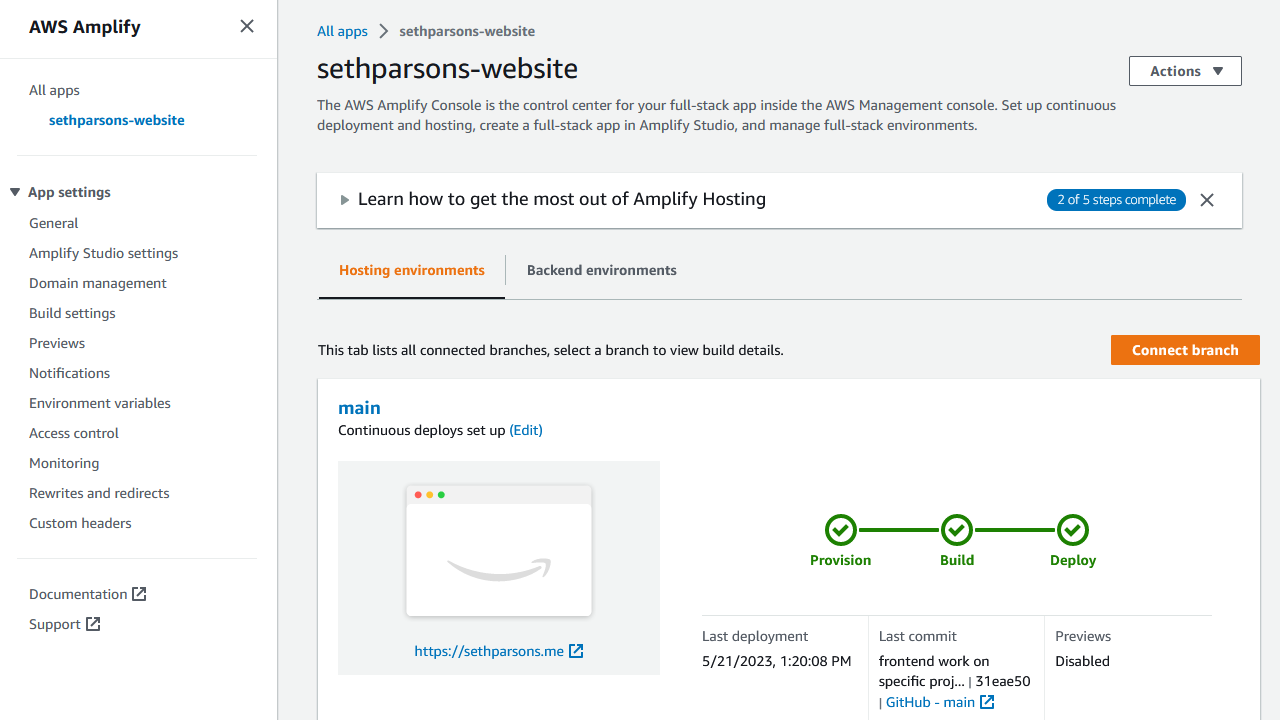 AWS Amplify
All apps
sethparsons-website
App settings
General
Amplify Studio settings
Domain management
Build settings
Previews
Notifications
Environment variables
Access control
Monitoring
Rewrites and redirects
Custom headers
Documentation
Support
All apps sethparsons-website
sethparsons-website
Actions
The AWS Amplify Console is the control center for your full-stack app inside the AWS Management console. Set up continuous
deployment and hosting, create a full-stack app in Amplify Studio, and manage full-stack environments.
Learn how to get the most out of Amplify Hosting
2 of 5 steps complete
Hosting environments
Backend environments
This tab lists all connected branches, select a branch to view build details.
Connect branch
main
Continuous deploys set up (Edit)
https://sethparsons.me
Provision
Build
Deploy
Last deployment
5/21/2023, 1:20:08 PM
Last commit
frontend work on
specific proj... | 31eae50
| GitHub - main
Previews
Disabled